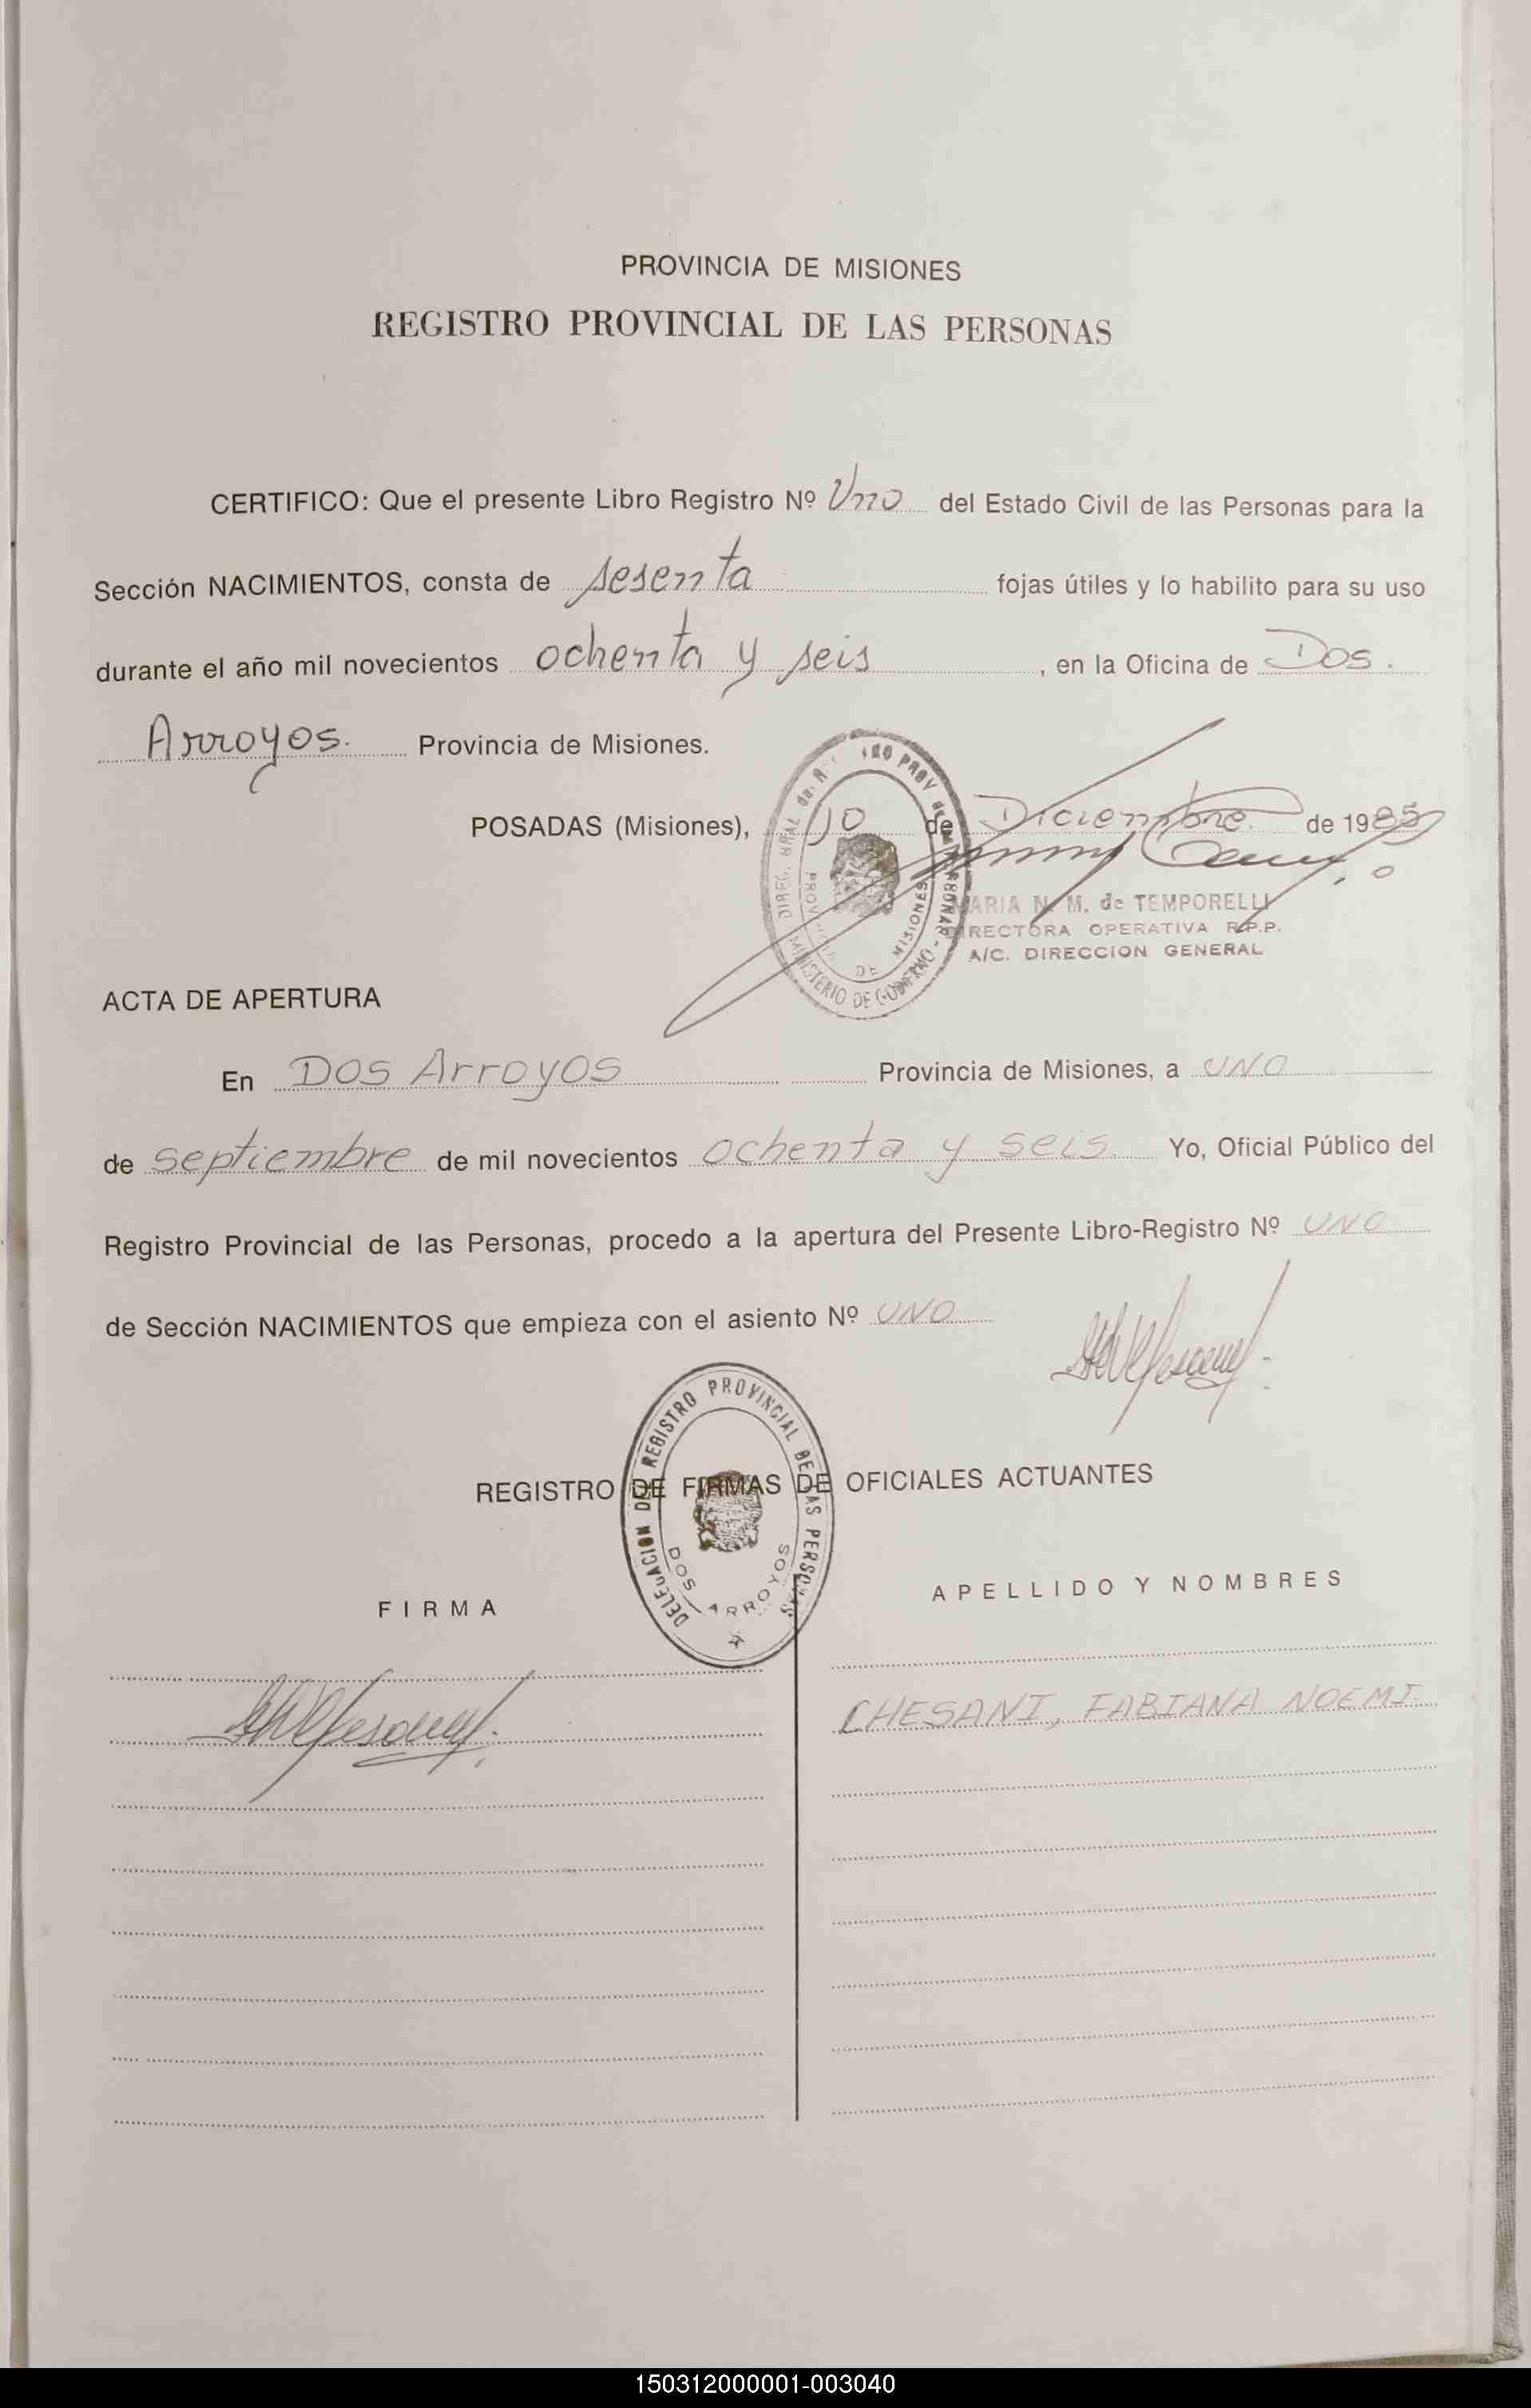 PROVINCIA DE MISIONES
REGISTRO PROVINCIAL DE LAS PERSONAS
CERTIFICO: Que el presente Libro Registro Nº Uno del Estado Civil de las Personas para la
Sección NACIMIENTOS, consta de sesenta fojas útiles y lo habilito para su uso
durante el año mil novecientos ochenta y seis, en la Oficina de Dos.
Arroyos. Provincia de Misiones.
POSADAS (Misiones), 10 de Diciembre. de 1985
MARIA N. M. de TEMPORELLI
DIRECTORA OPERATIVA R.P.P.
A/C. DIRECCION GENERAL
MINISTERIO DE GOBIERNO
MISIONES
ACTA DE APERTURA
En Dos Arroyos Provincia de Misiones, a UNO
de septiembre de mil novecientos ochenta y seis. Yo, Oficial Público del
Registro Provincial de las Personas, procedo a la apertura del Presente Libro-Registro Nº UNO
de Sección NACIMIENTOS que empieza con el asiento Nº UNO
DELEGACION DEL REGISTRO PROVINCIAL DE LAS PERSONAS
DOS ARROYOS
REGISTRO DE FIRMAS DE OFICIALES ACTUANTES
FIRMA APELLIDO Y NOMBRES
CHESANI, FABIANA NOEMI.
150312000001-003040